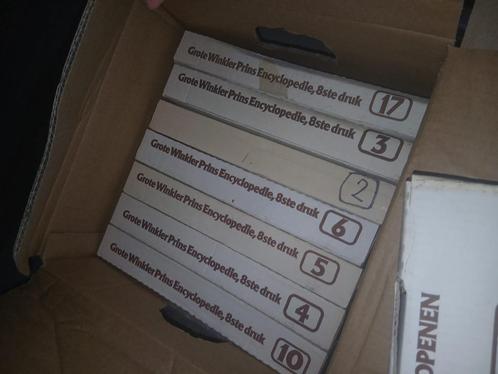 Grote Winkler Prins Encyclopedie, 8ste druk 17
Grote Winkler Prins Encyclopedie, 8ste druk 3
2
Grote Winkler Prins Encyclopedie, 8ste druk 6
Grote Winkler Prins Encyclopedie, 8ste druk 5
Grote Winkler Prins Encyclopedie, 8ste druk 4
Grote Winkler Prins Encyclopedie, 8ste druk 10
OPENEN